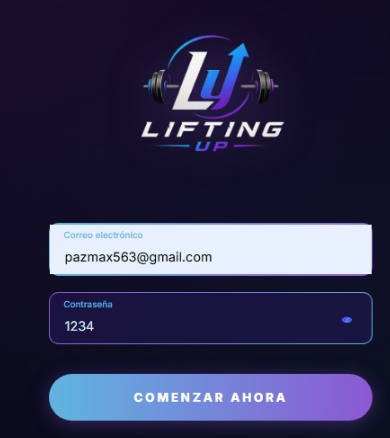 LU
LIFTING
UP
Correo electrónico
pazmax563@gmail.com
Contraseña
1234
COMENZAR AHORA